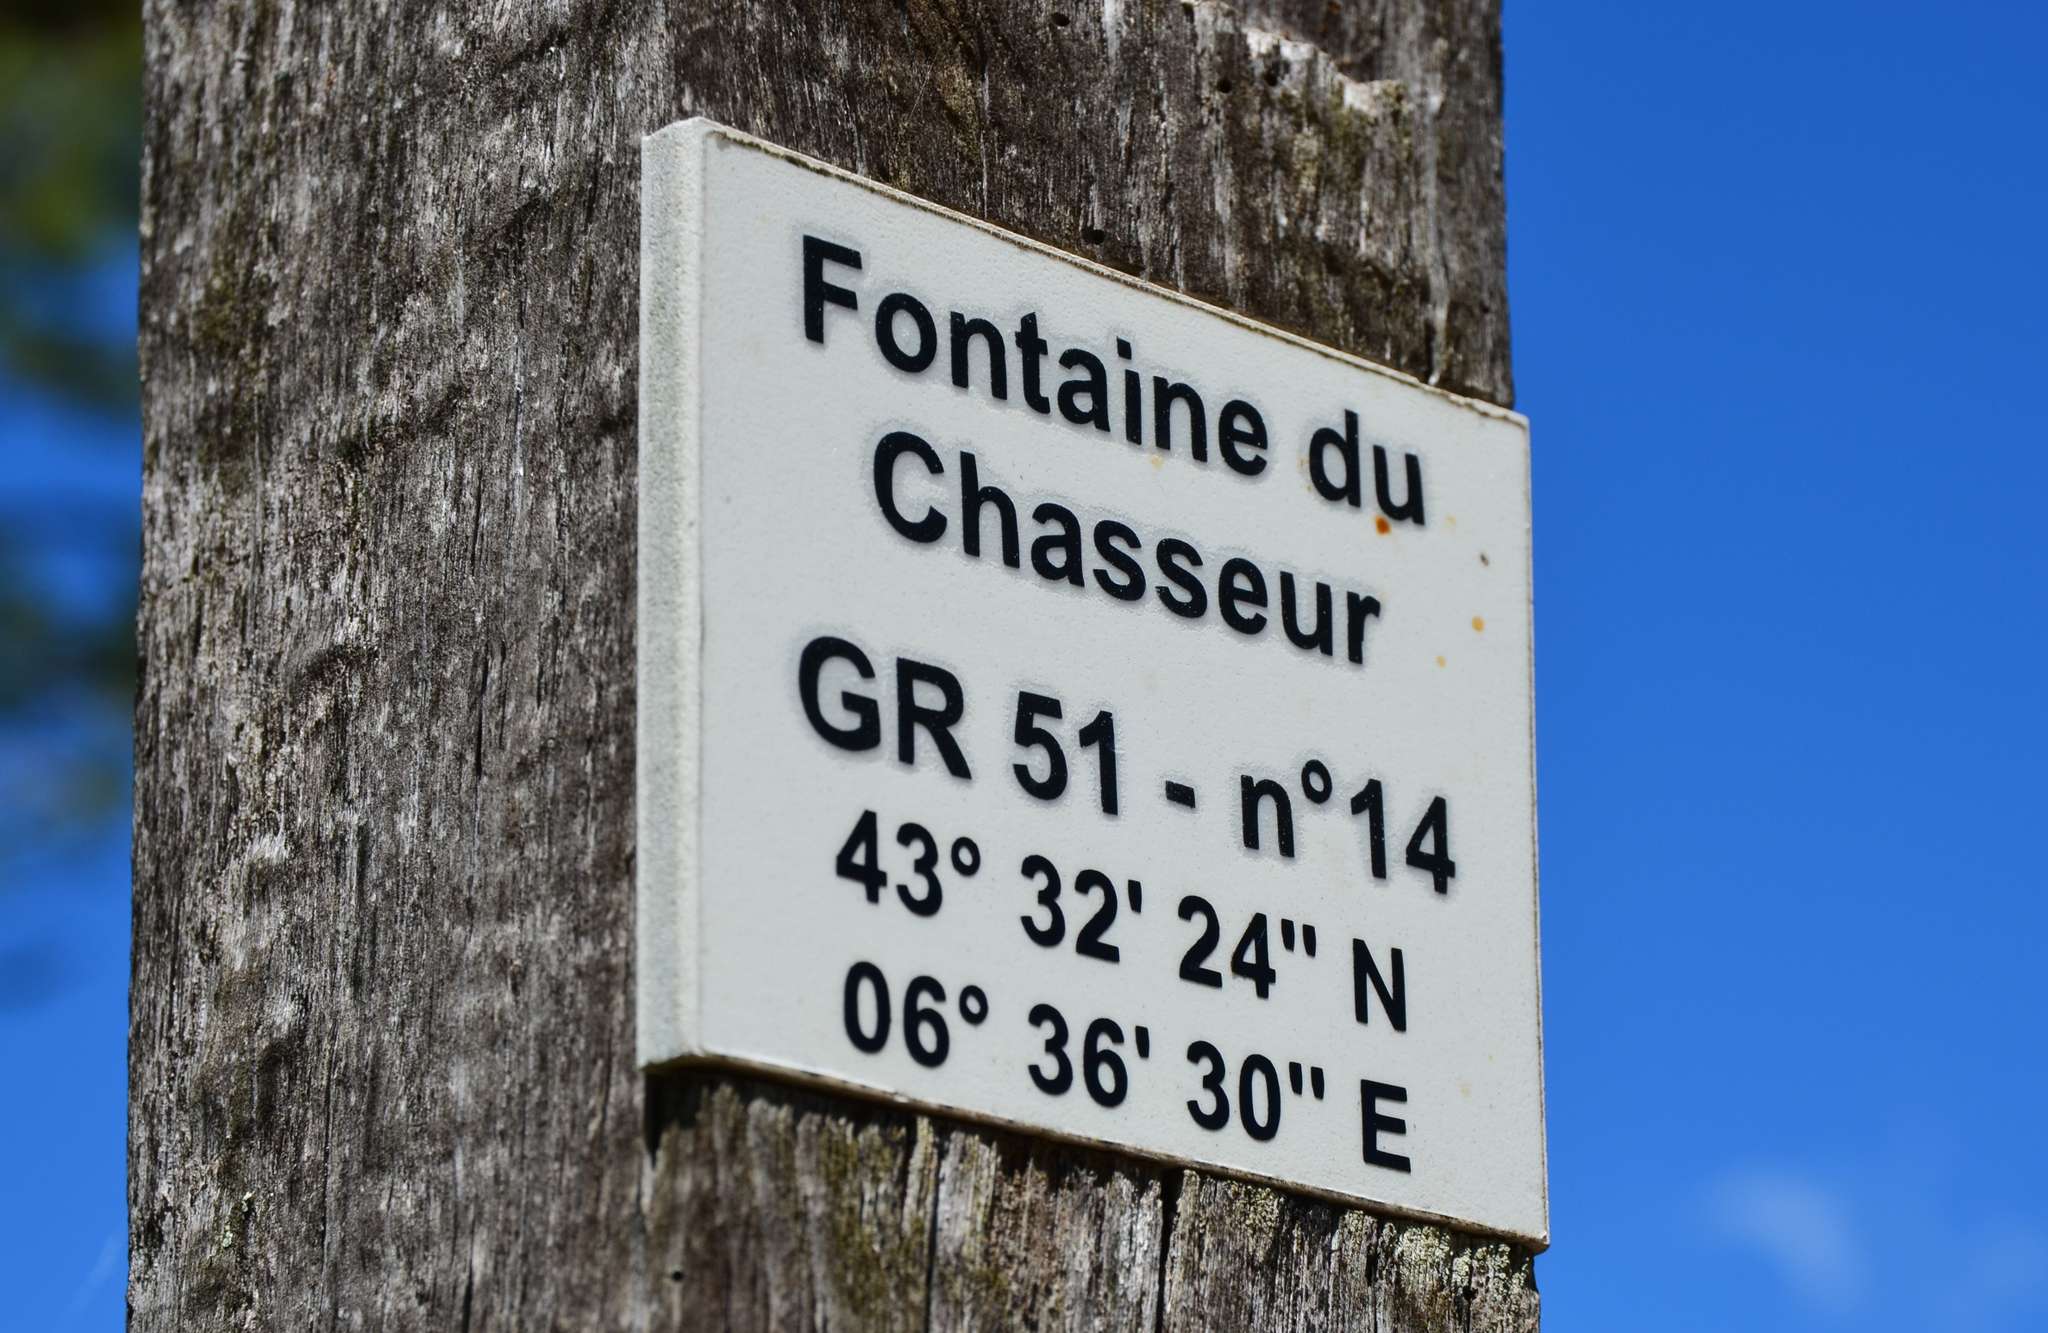 Fontaine du
Chasseur
GR 51 - n°14
43° 32' 24" N
06° 36' 30" E